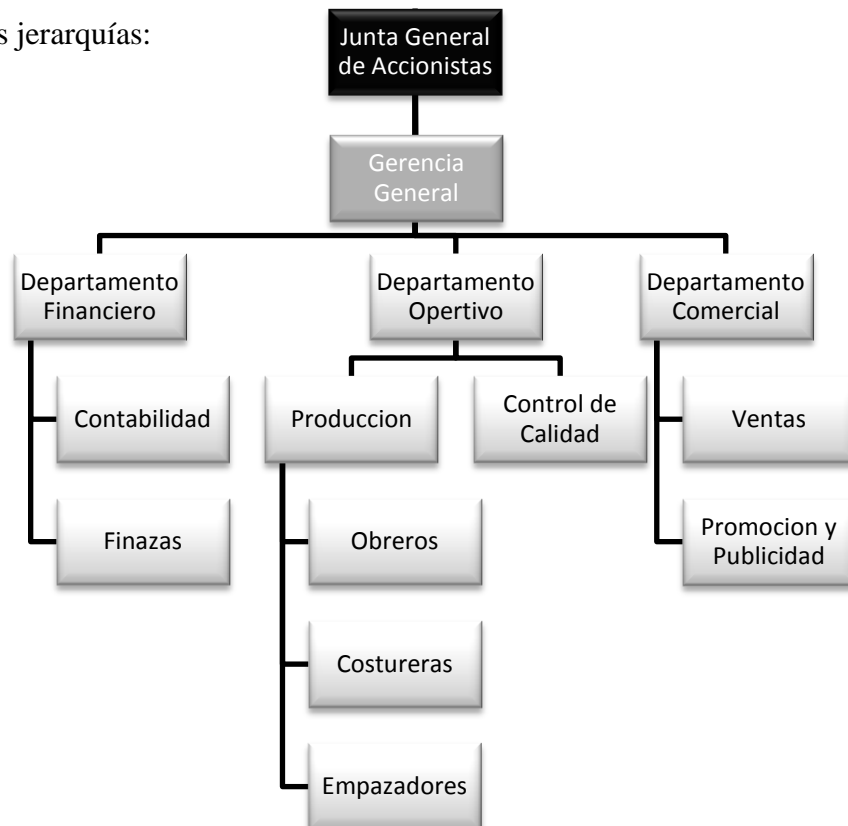 s jerarquías:
Junta General
de Accionistas
Gerencia
General
Departamento
Financiero
Departamento
Opertivo
Departamento
Comercial
Contabilidad
Produccion
Control de
Calidad
Ventas
Finazas
Obreros
Promocion y
Publicidad
Costureras
Empazadores